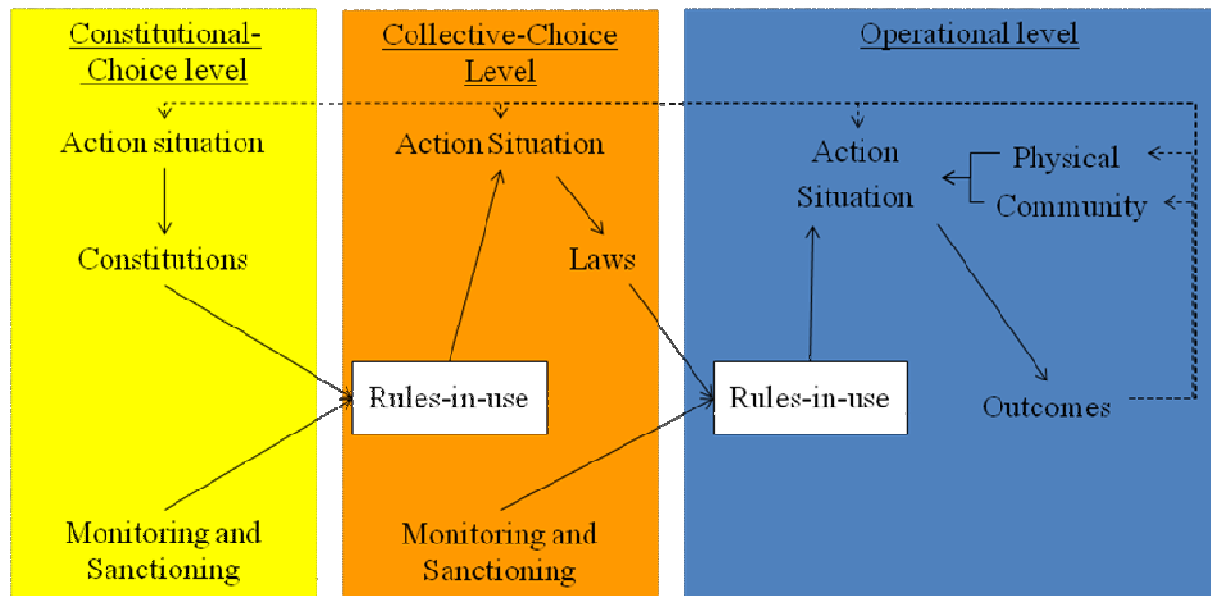 Constitutional-
Choice level
Action situation
Constitutions
Monitoring and
Sanctioning
Collective-Choice
Level
Action Situation
Laws
Rules-in-use
Monitoring and
Sanctioning
Operational level
Action
Situation
Physical
Community
Rules-in-use
Outcomes